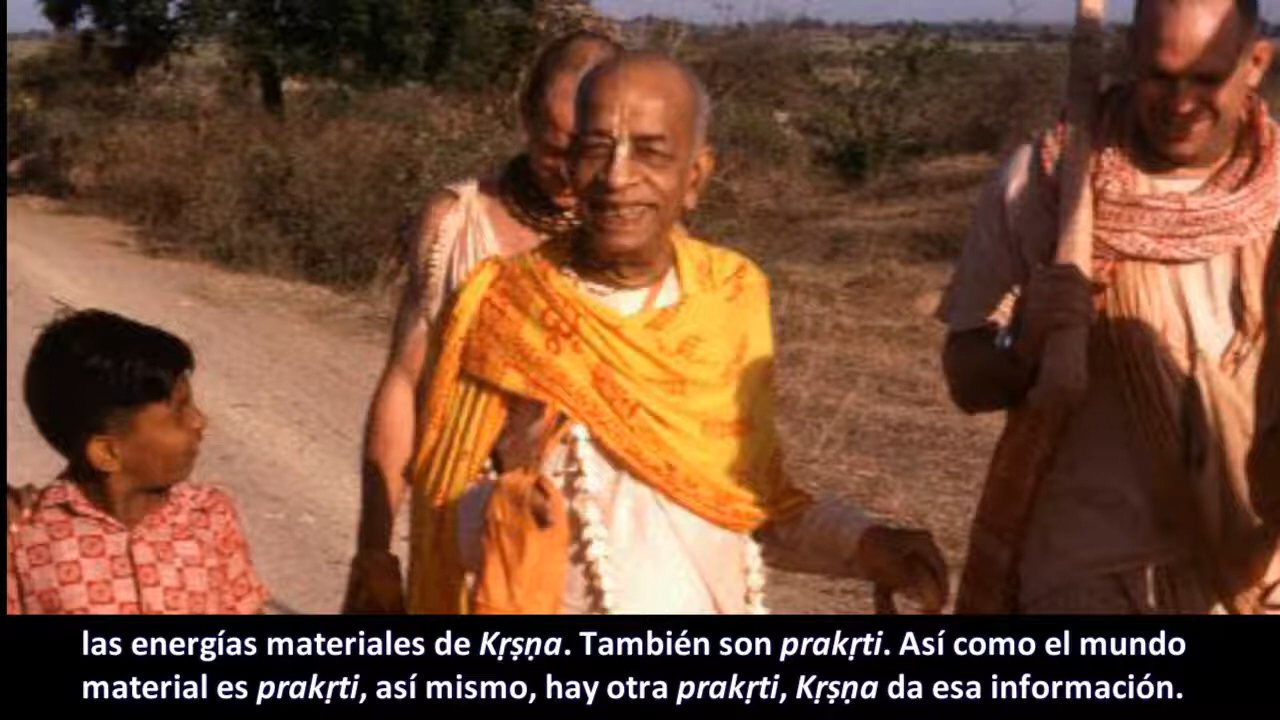 las energías materiales de Kṛṣṇa. También son prakṛti. Así como el mundo
material es prakṛti, así mismo, hay otra prakṛti, Kṛṣṇa da esa información.